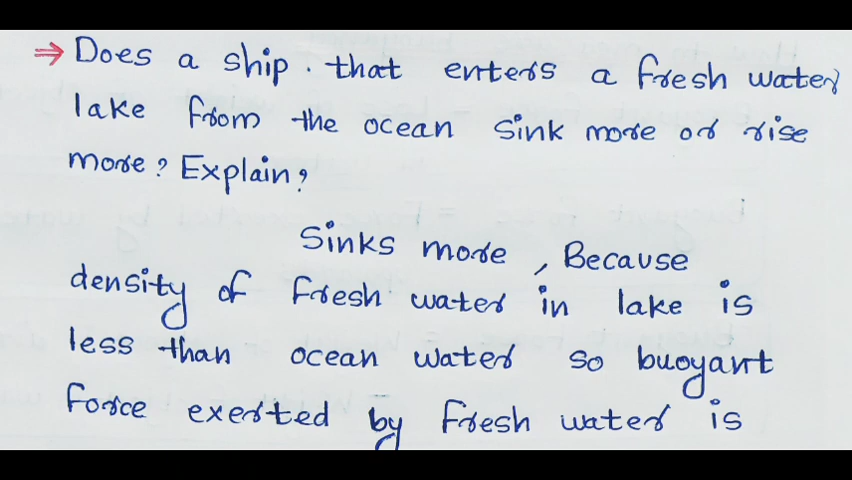 ⇒ Does a ship that enters a fresh water
lake from the ocean sink more or rise
more? Explain?
Sinks more, Because
density of fresh water in lake is
less than ocean water so buoyant
force exerted by fresh water is